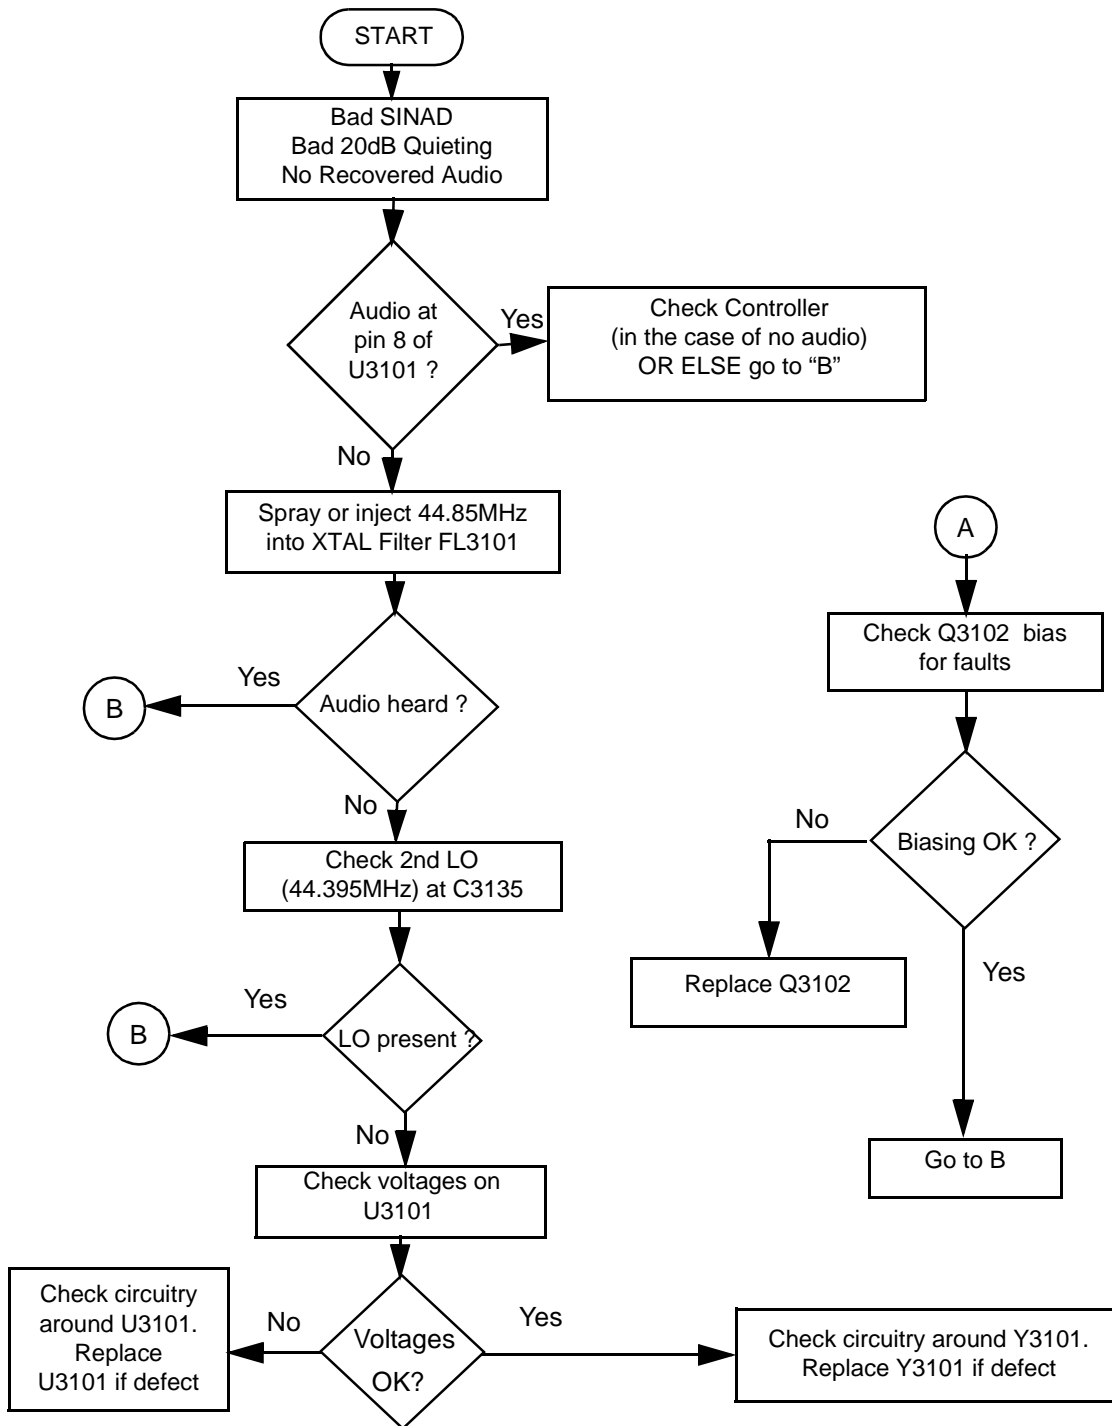 START
Bad SINAD
Bad 20dB Quieting
No Recovered Audio
Audio at
pin 8 of
U3101 ?
Yes
Check Controller
(in the case of no audio)
OR ELSE go to “B”
No
Spray or inject 44.85MHz
into XTAL Filter FL3101
Audio heard ?
Yes
B
No
Check 2nd LO
(44.395MHz) at C3135
LO present ?
Yes
B
No
Check voltages on
U3101
Voltages
OK?
No
Check circuitry
around U3101.
Replace
U3101 if defect
Yes
Check circuitry around Y3101.
Replace Y3101 if defect
A
Check Q3102 bias
for faults
Biasing OK ?
No
Replace Q3102
Yes
Go to B